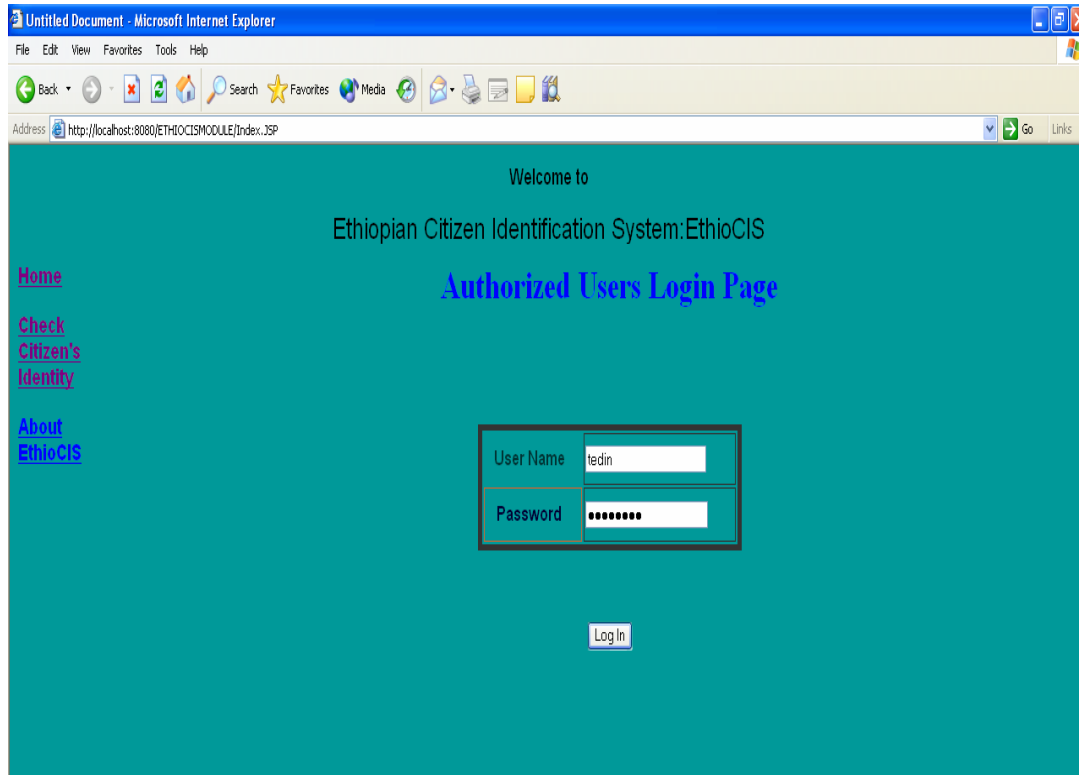 Untitled Document - Microsoft Internet Explorer
File Edit View Favorites Tools Help
Back Search Favorites Media
Address http://localhost:8080/ETHIOCISMODULE/Index.JSP Go Links
Welcome to
Ethiopian Citizen Identification System:EthioCIS
Authorized Users Login Page
Home
Check
Citizen's
Identity
About
EthioCIS
User Name tedin
Password ••••••••
Log In